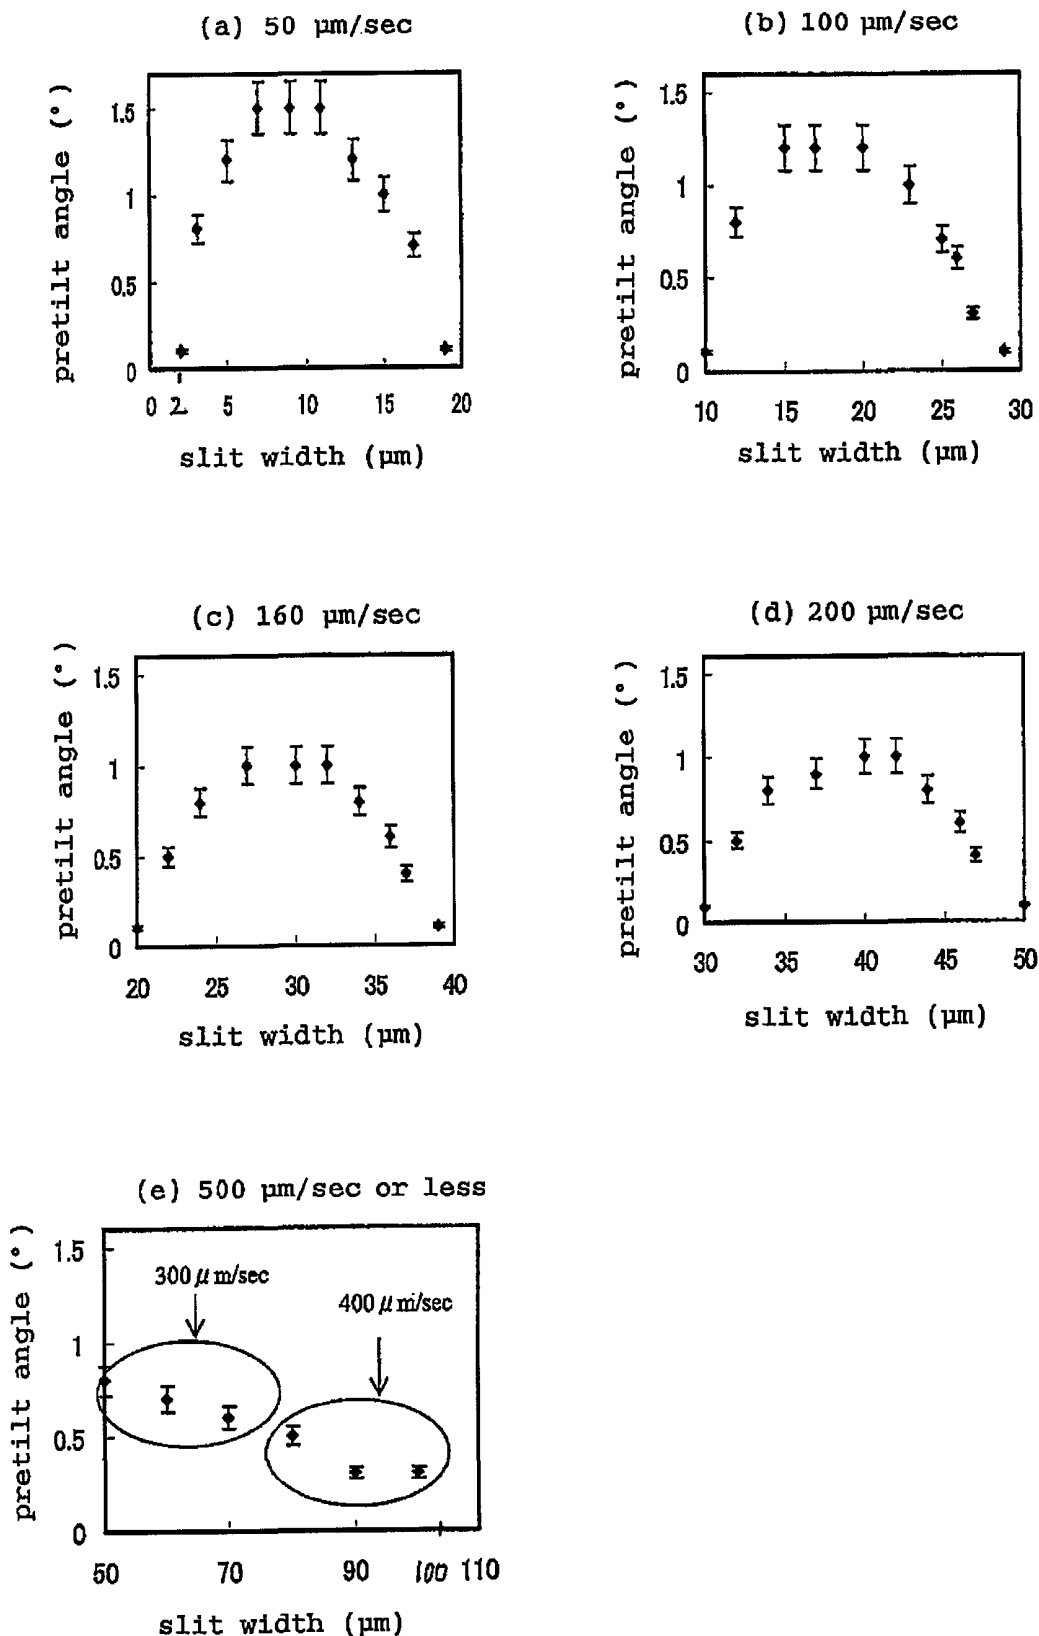 (a) 50 µm/sec
pretilt angle (°)
1.5
1
0.5
0
0 2 5 10 15 20
slit width (µm)
(b) 100 µm/sec
pretilt angle (°)
1.5
1
0.5
0
10 15 20 25 30
slit width (µm)
(c) 160 µm/sec
pretilt angle (°)
1.5
1
0.5
0
20 25 30 35 40
slit width (µm)
(d) 200 µm/sec
pretilt angle (°)
1.5
1
0.5
0
30 35 40 45 50
slit width (µm)
(e) 500 µm/sec or less
pretilt angle (°)
1.5
1
0.5
0
300 µ m/sec
400 µ m/sec
50 70 90 100 110
slit width (µm)